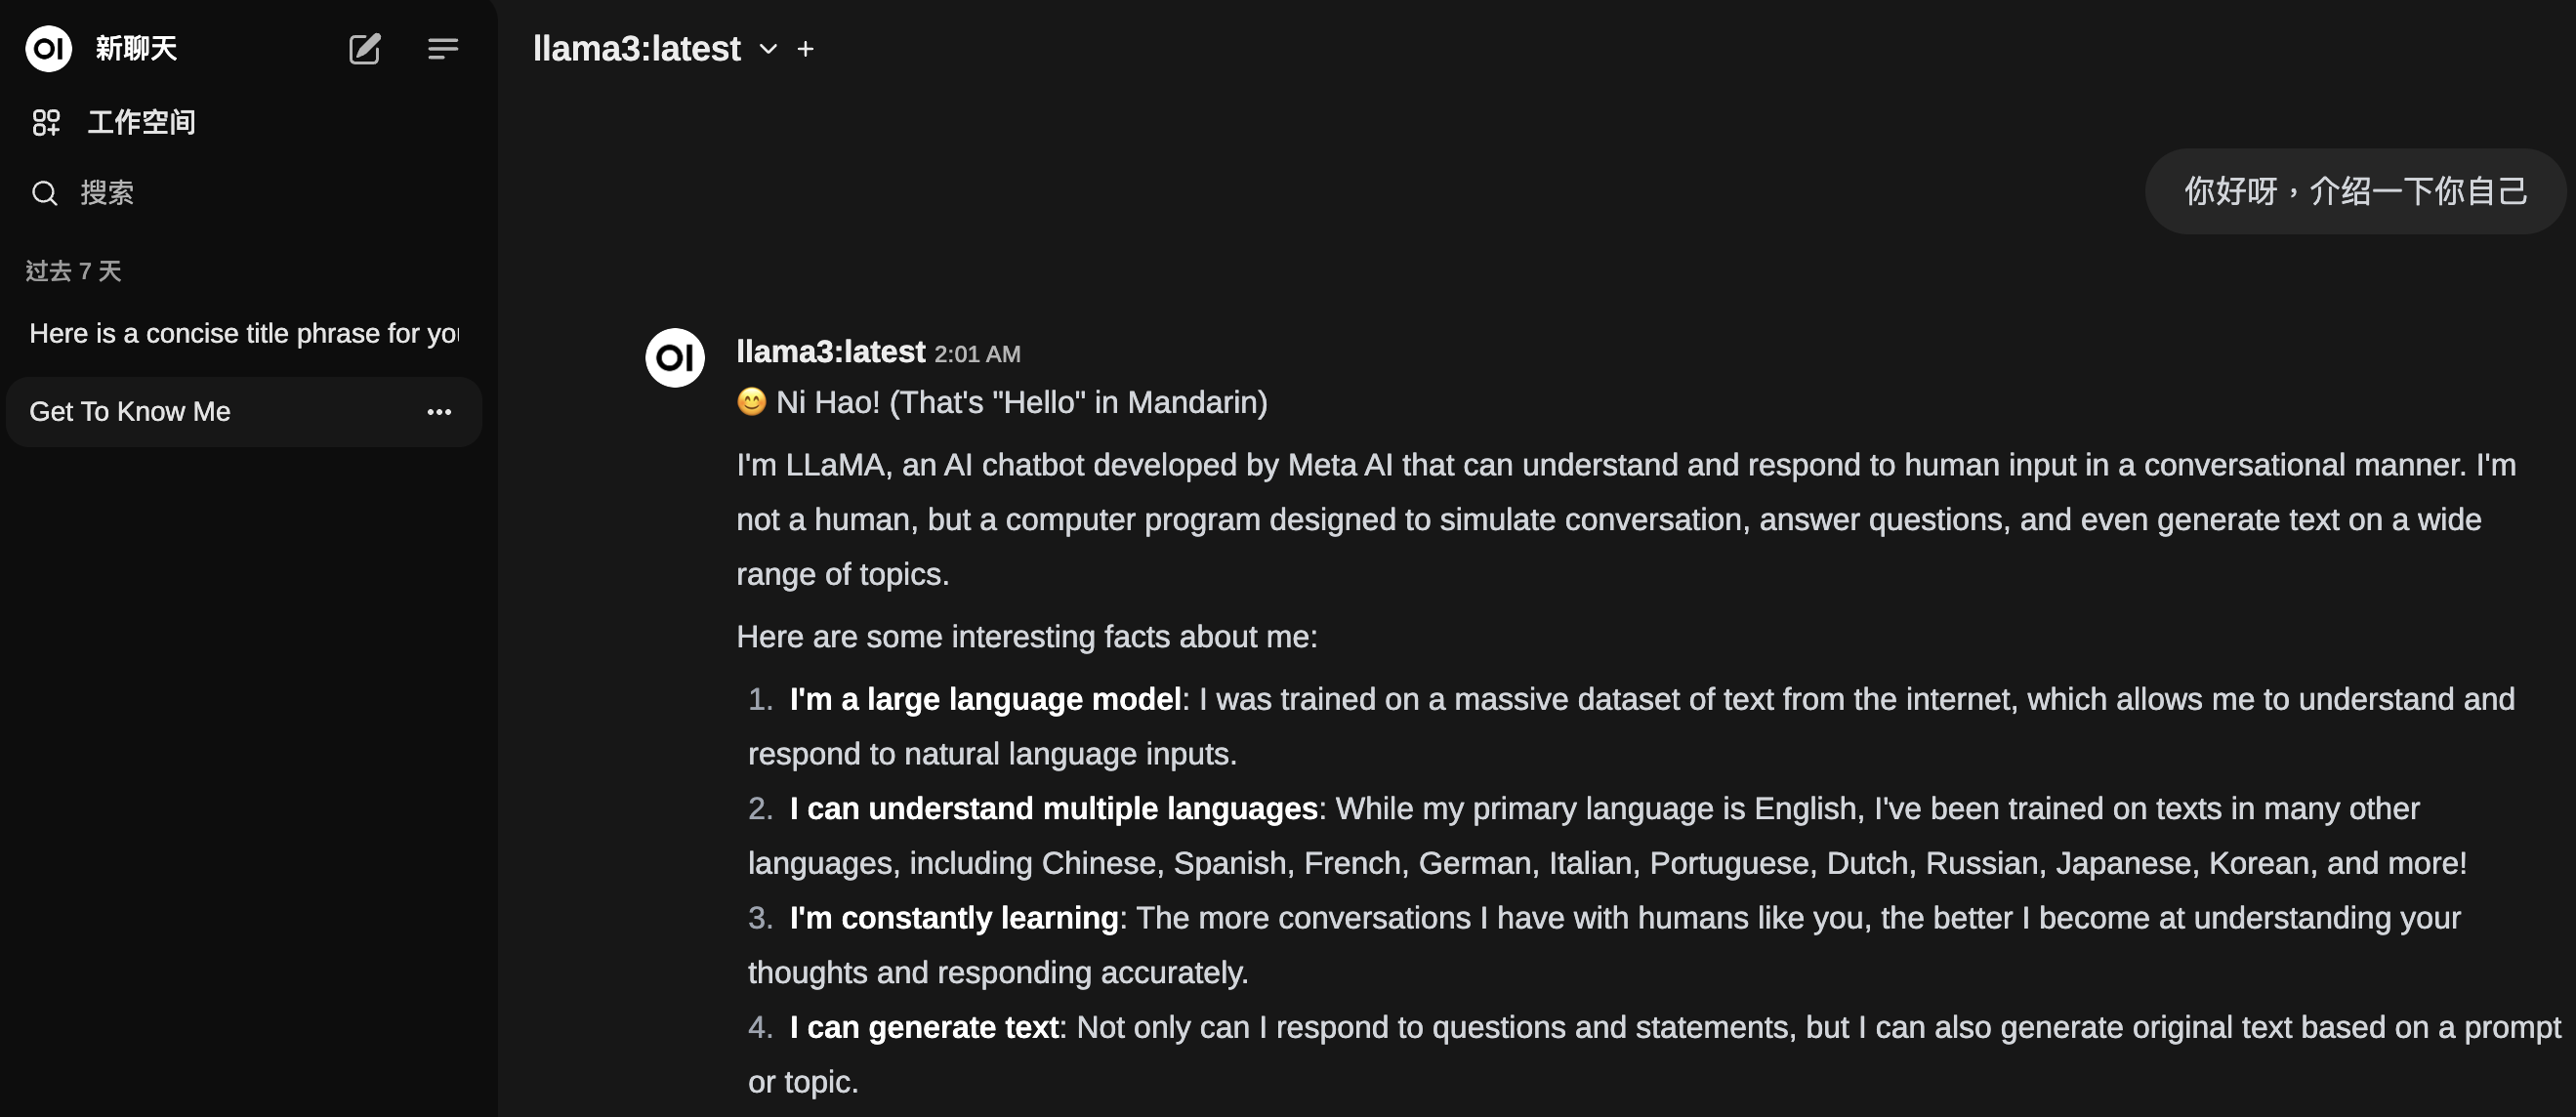 OI 新聊天
工作空间
搜索
过去 7 天
Here is a concise title phrase for
Get To Know Me
llama3:latest
你好呀，介绍一下你自己
OI llama3:latest 2:01 AM
😊 Ni Hao! (That's "Hello" in Mandarin)
I'm LLaMA, an AI chatbot developed by Meta AI that can understand and respond to human input in a conversational manner. I'm
not a human, but a computer program designed to simulate conversation, answer questions, and even generate text on a wide
range of topics.
Here are some interesting facts about me:
1. I'm a large language model: I was trained on a massive dataset of text from the internet, which allows me to understand and
respond to natural language inputs.
2. I can understand multiple languages: While my primary language is English, I've been trained on texts in many other
languages, including Chinese, Spanish, French, German, Italian, Portuguese, Dutch, Russian, Japanese, Korean, and more!
3. I'm constantly learning: The more conversations I have with humans like you, the better I become at understanding your
thoughts and responding accurately.
4. I can generate text: Not only can I respond to questions and statements, but I can also generate original text based on a prompt
or topic.